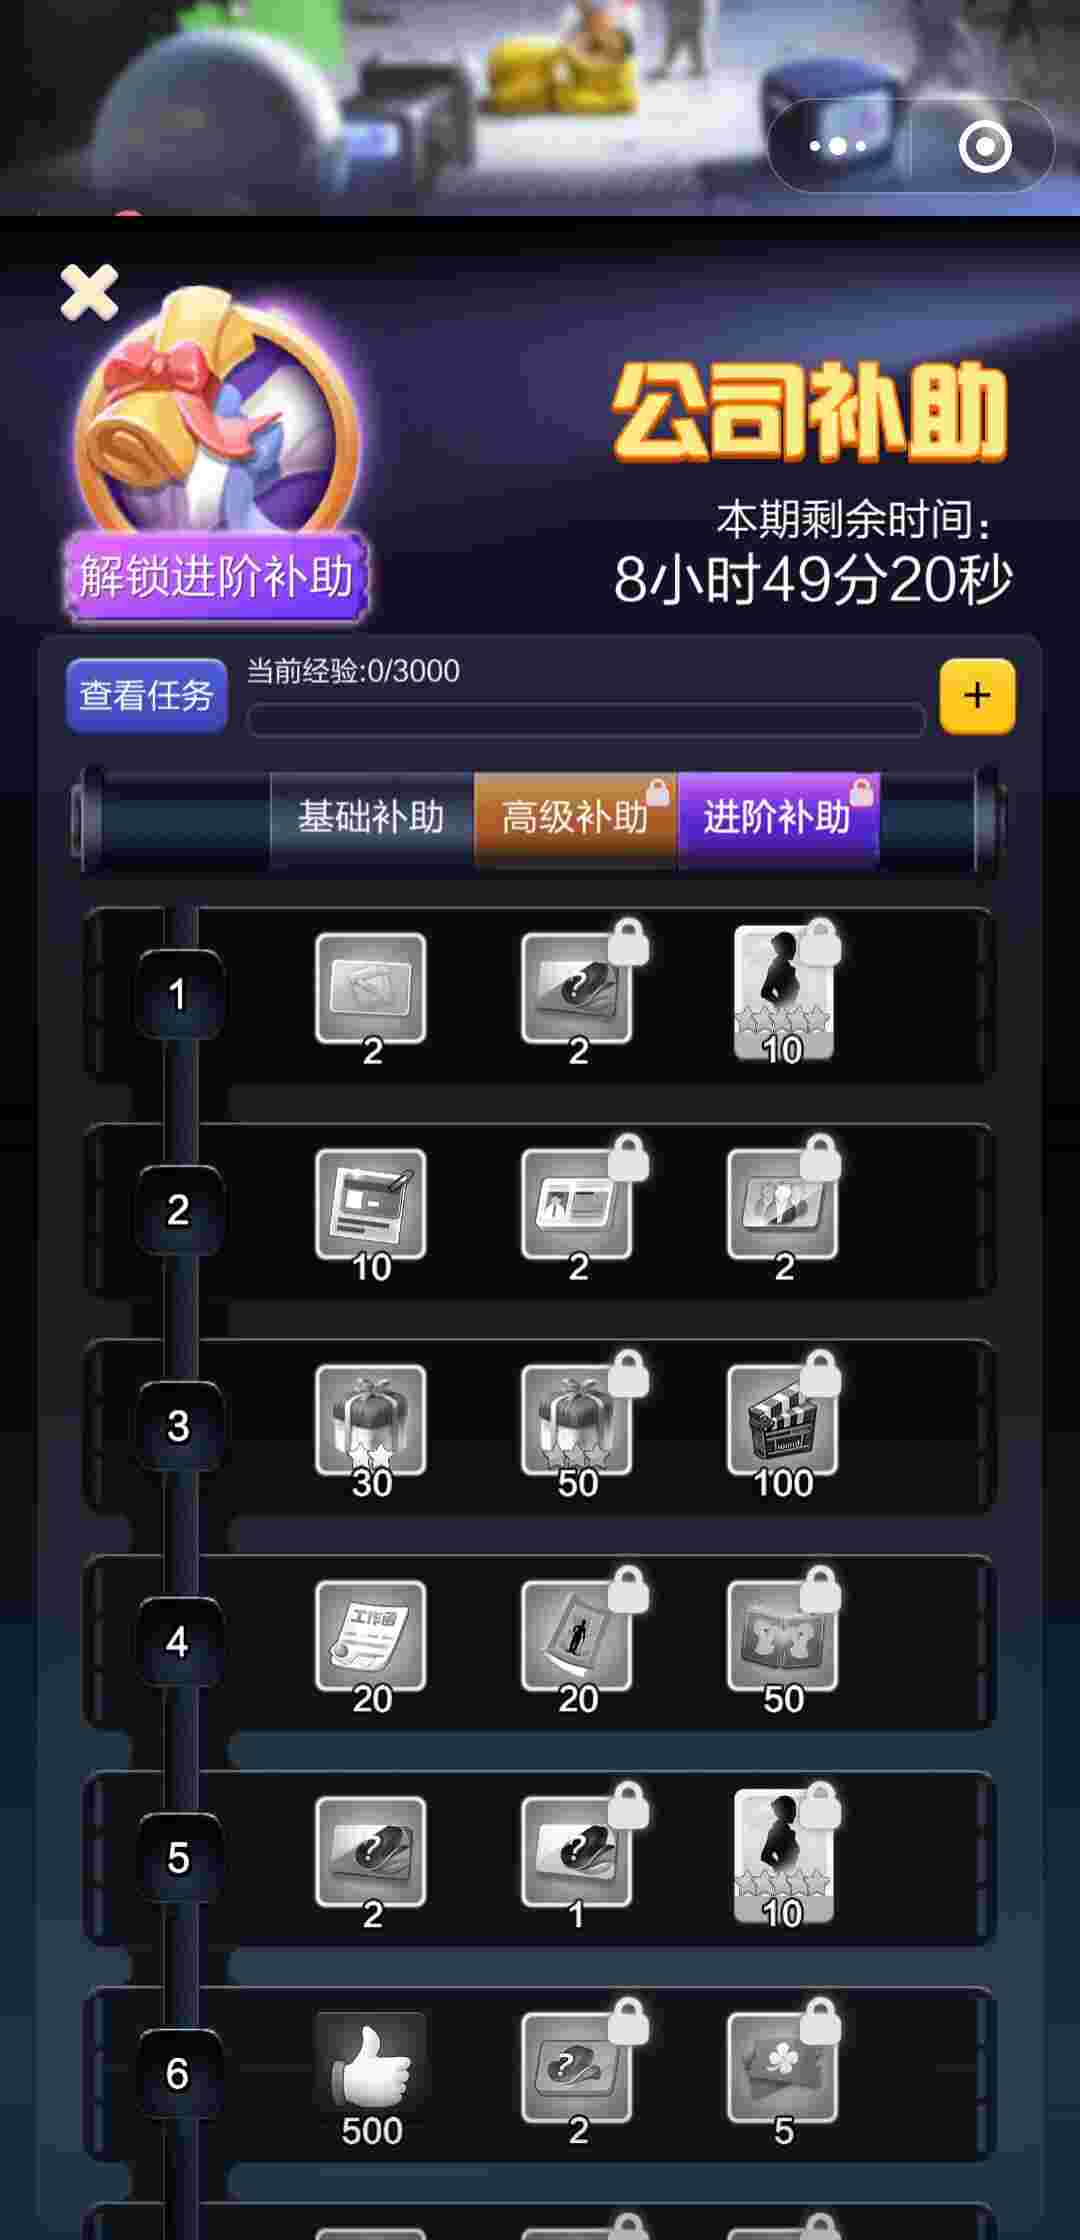 公司补助
本期剩余时间：
8小时49分20秒
解锁进阶补助
查看任务
当前经验:0/3000
+
基础补助 高级补助 进阶补助
1
2 ? 2 10
2
10 2 2
3
30 50 100
4
工作函
20 20 50
5
? 2 ? 1 10
6
500 ? 2 5